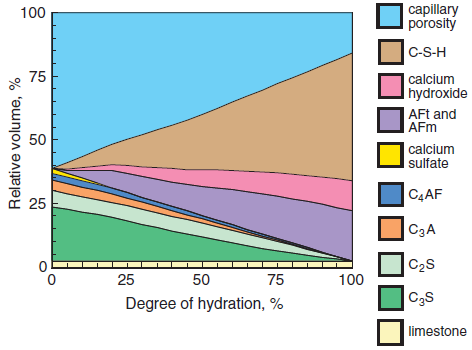 100
75
50
25
0
Relative volume, %
0
25
50
75
100
Degree of hydration, %
capillary
porosity
C-S-H
calcium
hydroxide
AFt and
AFm
calcium
sulfate
C₄AF
C₃A
C₂S
C₃S
limestone